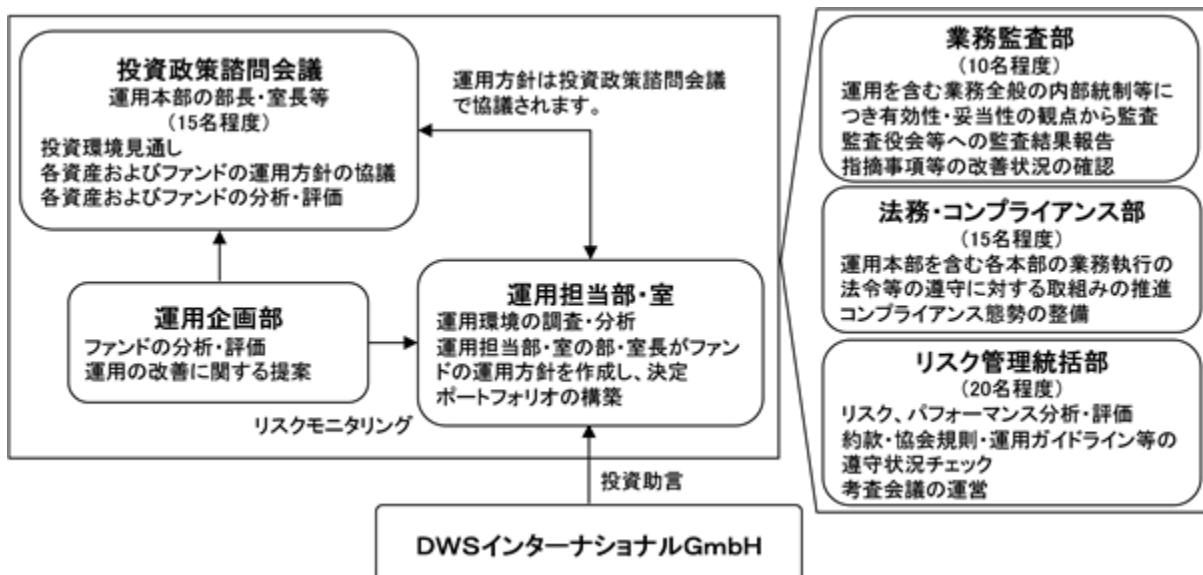 投資政策諮問会議
運用本部の部長・室長等
(15名程度)
投資環境見通し
各資産およびファンドの運用方針の協議
各資産およびファンドの分析・評価
運用方針は投資政策諮問会議
で協議されます。
運用企画部
ファンドの分析・評価
運用の改善に関する提案
リスクモニタリング
運用担当部・室
運用環境の調査・分析
運用担当部・室の部・室長がファン
ドの運用方針を作成し、決定
ポートフォリオの構築
投資助言
DWSインターナショナルGmbH
業務監査部
(10名程度)
運用を含む業務全般の内部統制等に
つき有効性・妥当性の観点から監査
監査役会等への監査結果報告
指摘事項等の改善状況の確認
法務・コンプライアンス部
(15名程度)
運用本部を含む各本部の業務執行の
法令等の遵守に対する取組みの推進
コンプライアンス態勢の整備
リスク管理統括部
(20名程度)
リスク、パフォーマンス分析・評価
約款・協会規則・運用ガイドライン等の
遵守状況チェック
考査会議の運営